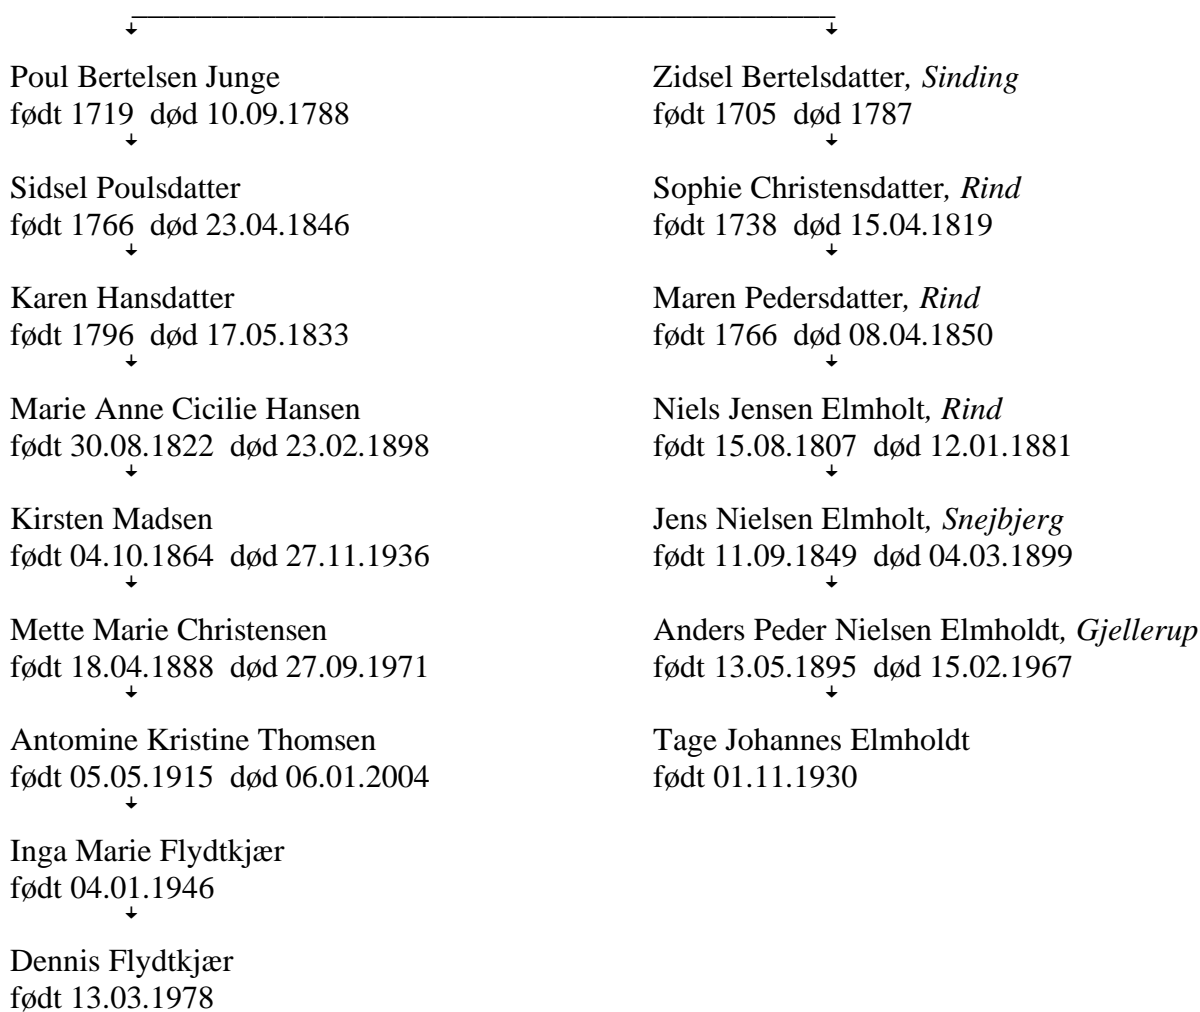 Poul Bertelsen Junge
født 1719 død 10.09.1788
Sidsel Poulsdatter
født 1766 død 23.04.1846
Karen Hansdatter
født 1796 død 17.05.1833
Marie Anne Cicilie Hansen
født 30.08.1822 død 23.02.1898
Kirsten Madsen
født 04.10.1864 død 27.11.1936
Mette Marie Christensen
født 18.04.1888 død 27.09.1971
Antomine Kristine Thomsen
født 05.05.1915 død 06.01.2004
Inga Marie Flydtkjær
født 04.01.1946
Dennis Flydtkjær
født 13.03.1978
Zidsel Bertelsdatter, Sinding
født 1705 død 1787
Sophie Christensdatter, Rind
født 1738 død 15.04.1819
Maren Pedersdatter, Rind
født 1766 død 08.04.1850
Niels Jensen Elmholt, Rind
født 15.08.1807 død 12.01.1881
Jens Nielsen Elmholt, Snejbjerg
født 11.09.1849 død 04.03.1899
Anders Peder Nielsen Elmholdt, Gjellerup
født 13.05.1895 død 15.02.1967
Tage Johannes Elmholdt
født 01.11.1930